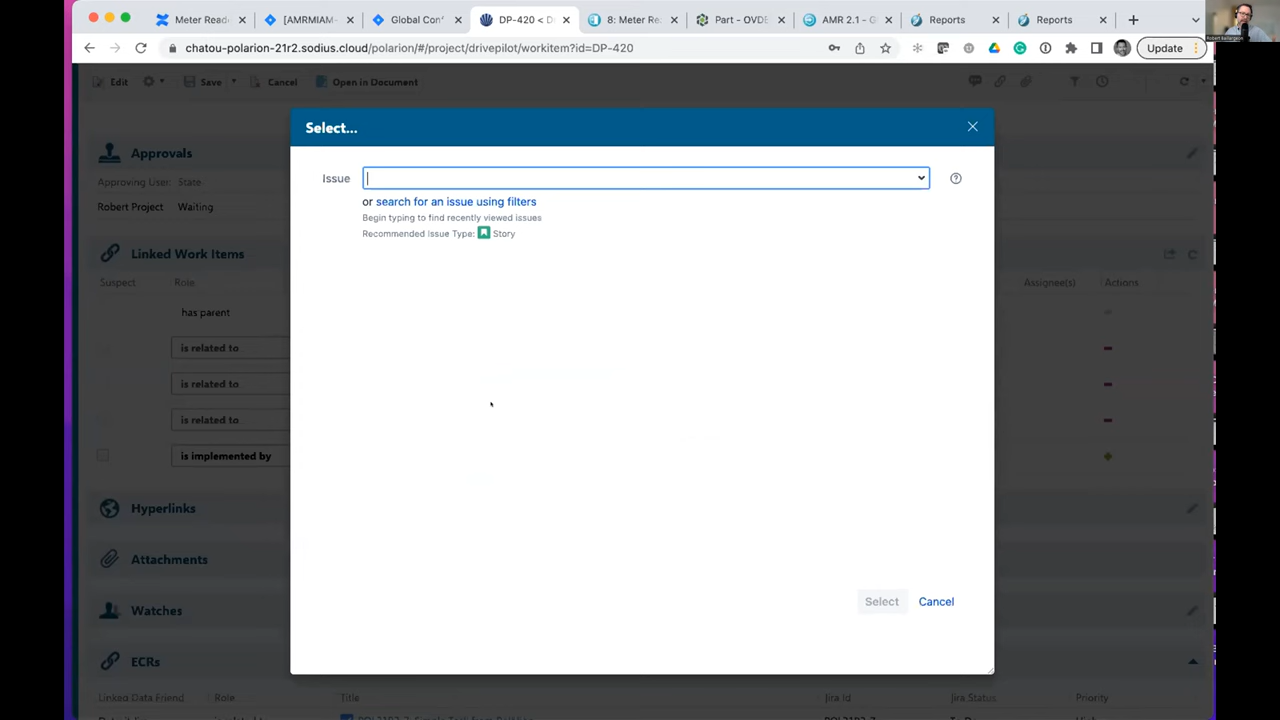 Meter Read
[AMRMIAM-
Global Conf
DP-420 < D
8: Meter Re
Part - OVDE
AMR 2.1 - G
Reports
Reports
chatou-polarion-21r2.sodius.cloud/polarion/#/project/drivepilot/workitem?id=DP-420
Update
Edit
Save
Cancel
Open in Document
Select...
Approvals
Approving User:
State
Robert Project
Waiting
Issue
or search for an issue using filters
Begin typing to find recently viewed issues
Recommended Issue Type: Story
Linked Work Items
Suspect
Role
Assignee(s)
Actions
has parent
is related to
is related to
is related to
is implemented by
Hyperlinks
Attachments
Select
Cancel
Watches
ECRs
Linked Data Friend
Role
Title
Jira Id
Jira Status
Priority